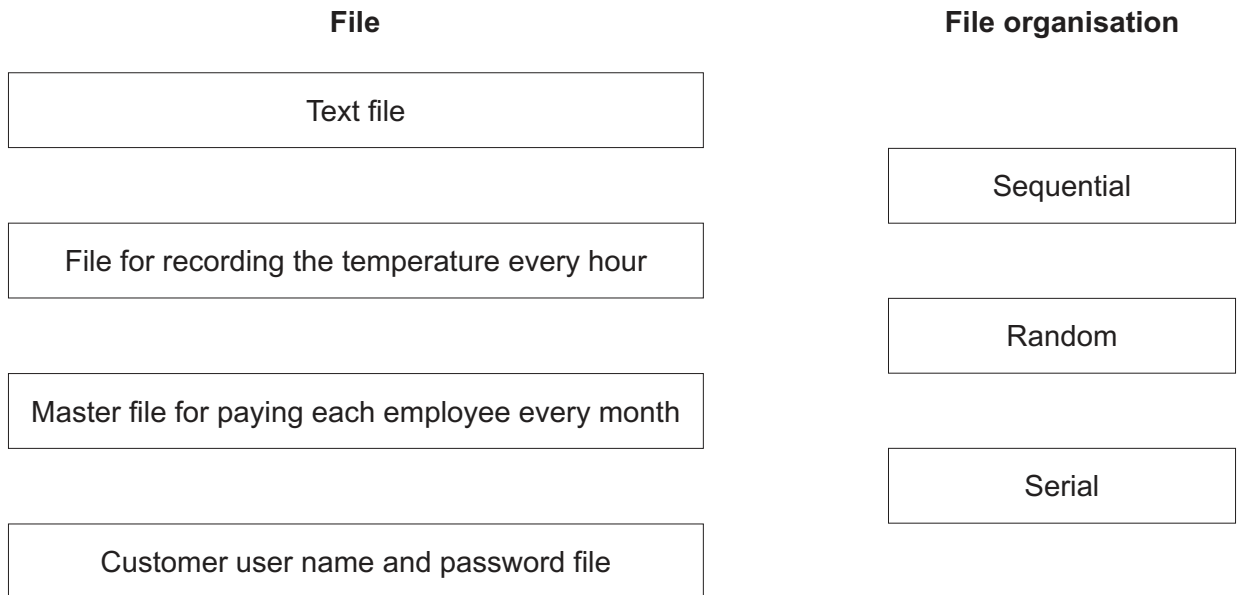 File
File organisation
Text file
Sequential
File for recording the temperature every hour
Random
Master file for paying each employee every month
Serial
Customer user name and password file